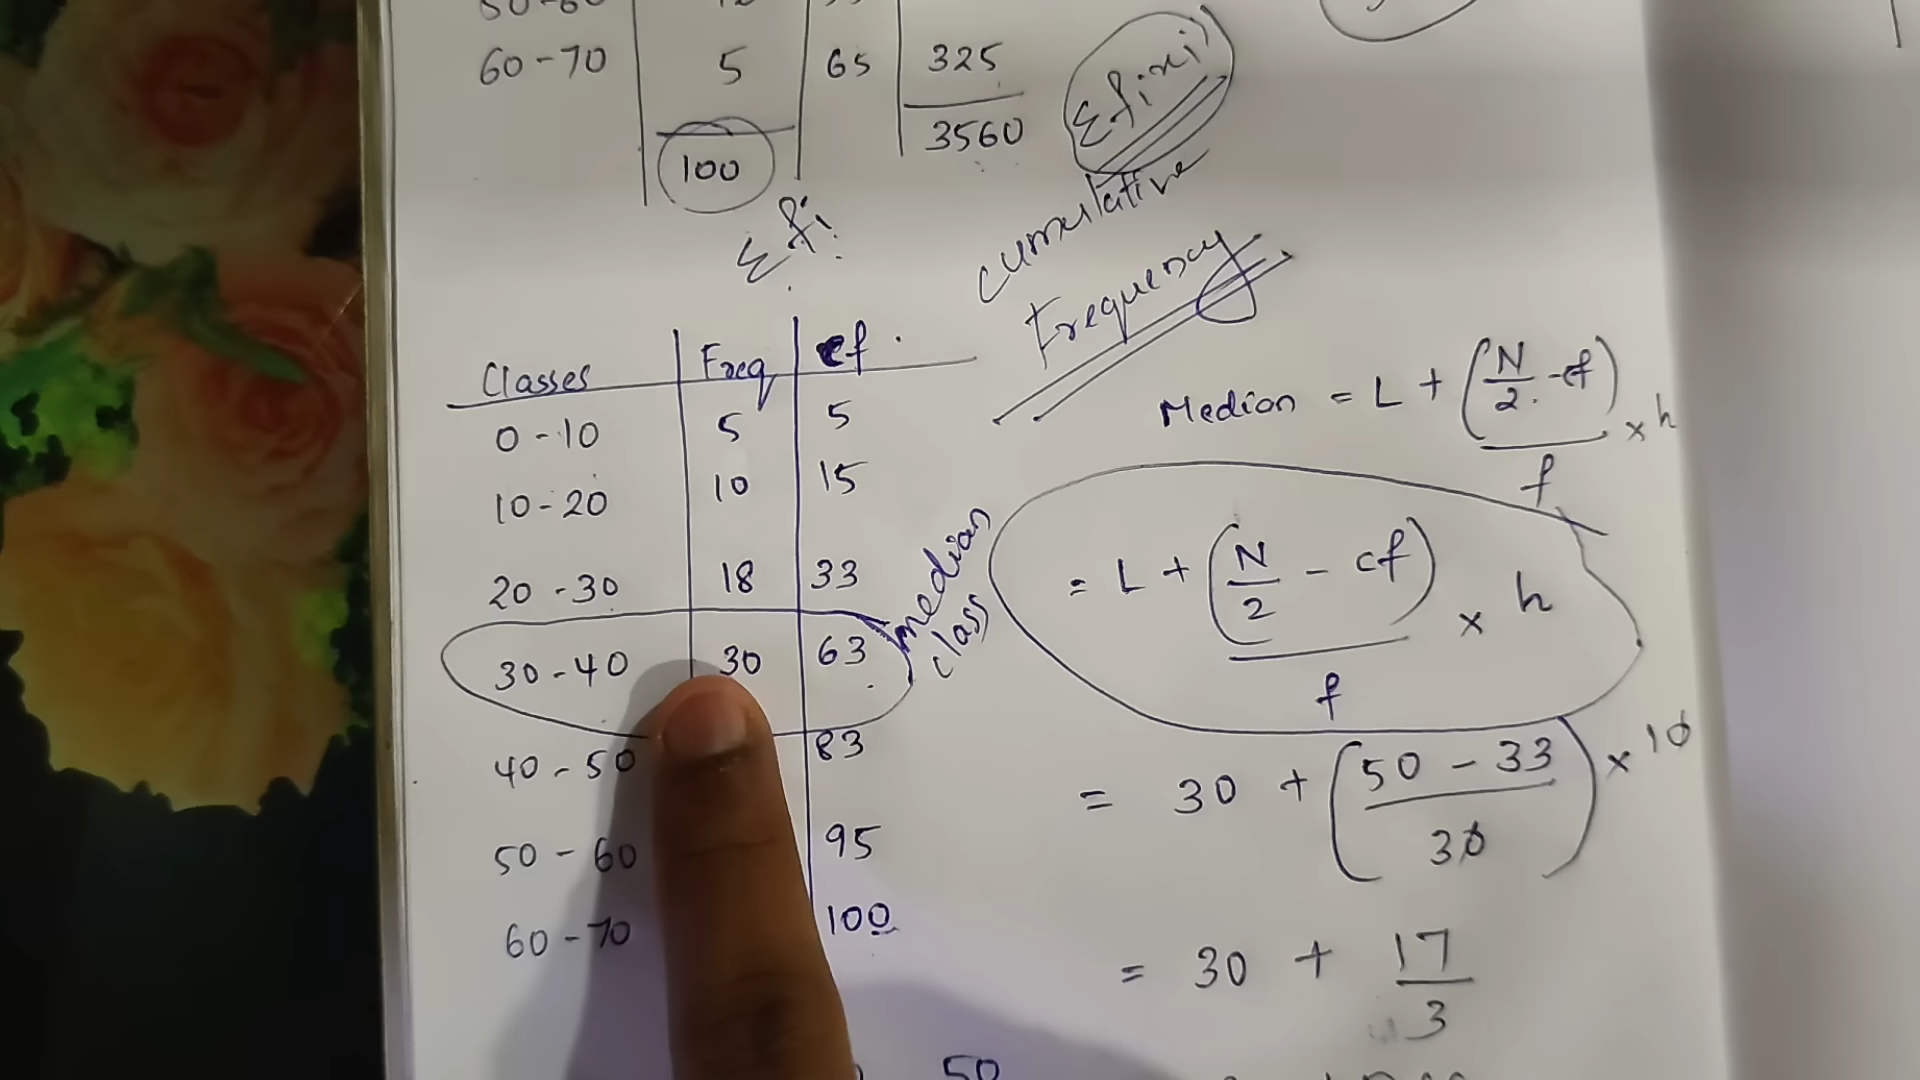 60-70 5 65 325
3560
100
Σfi
Σfixi
cumulative
Frequency
Classes Freq cf
0-10 5 5
10-20 10 15
20-30 18 33
30-40 30 63
40-50 83
50-60 95
60-70 100
median
class
Median = L + (N/2 - cf)/f × h
= L + (N/2 - cf)/f × h
= 30 + (50 - 33/30) × 10
= 30 + 17/3
50